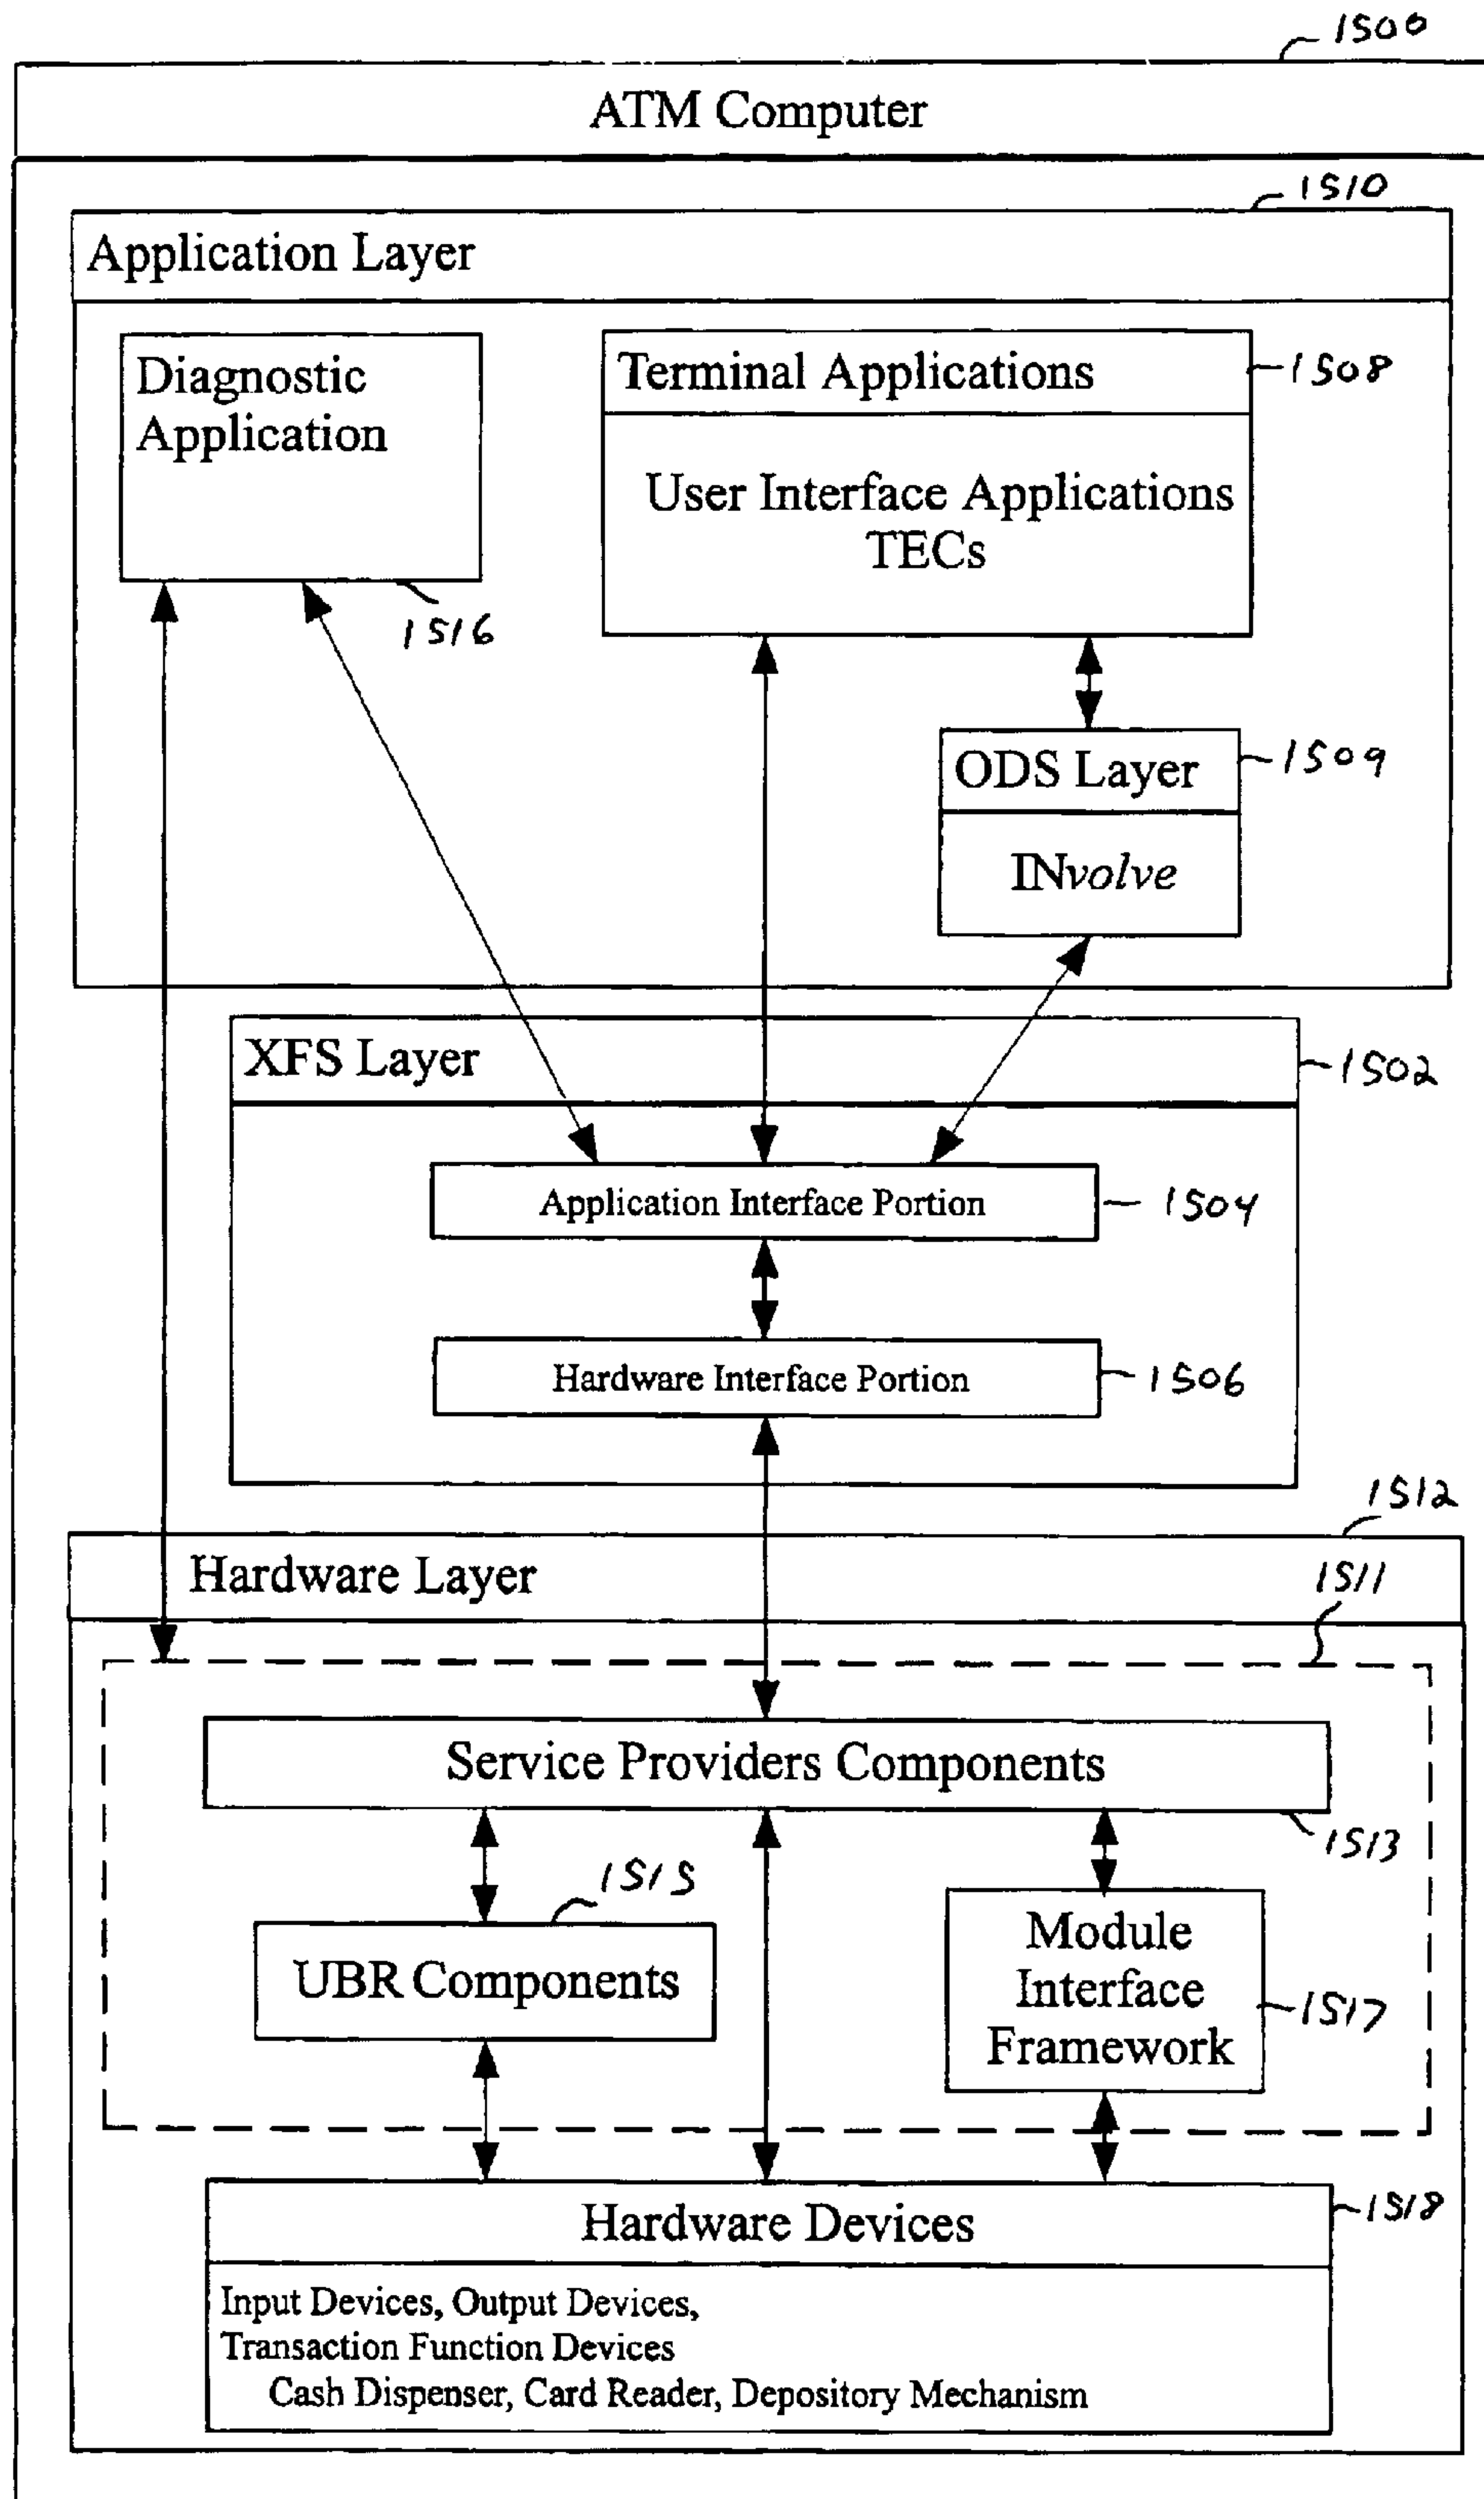 1500
ATM Computer
1510
Application Layer
Diagnostic
Application
1516
Terminal Applications
1508
User Interface Applications
TECs
ODS Layer
1509
INvolve
XFS Layer
1502
Application Interface Portion
1504
Hardware Interface Portion
1506
1512
Hardware Layer
1511
Service Providers Components
1513
1515
UBR Components
Module
Interface
Framework
1517
Hardware Devices
1518
Input Devices, Output Devices,
Transaction Function Devices
Cash Dispenser, Card Reader, Depository Mechanism